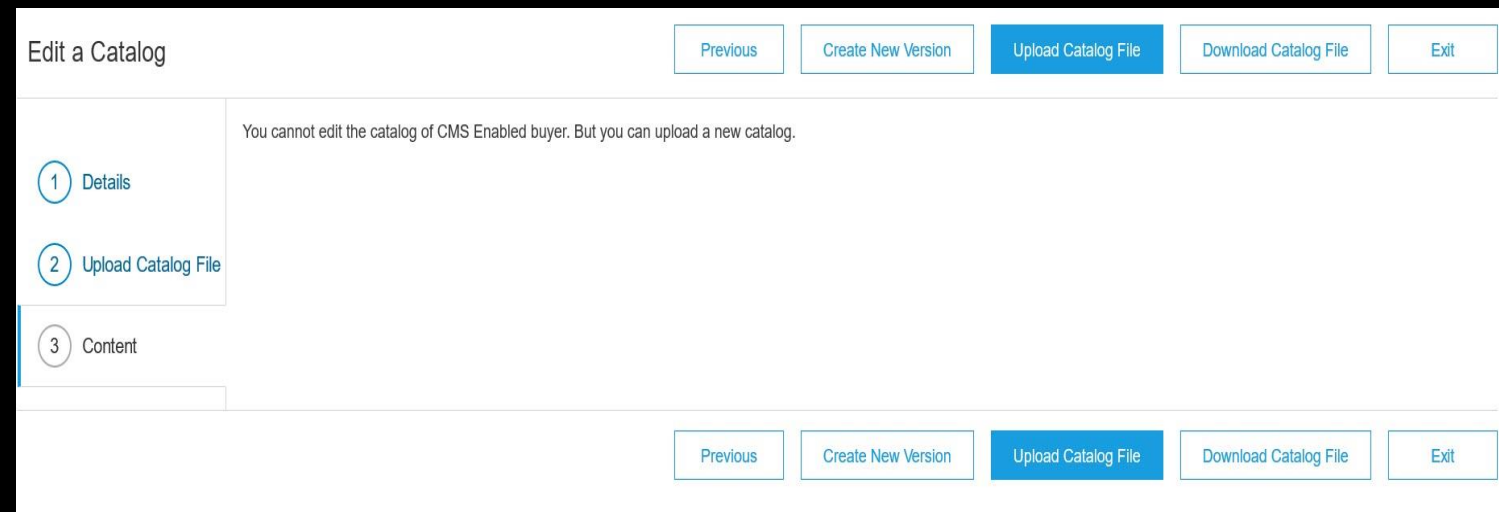 Edit a Catalog
Previous
Create New Version
Upload Catalog File
Download Catalog File
Exit
You cannot edit the catalog of CMS Enabled buyer. But you can upload a new catalog.
1 Details
2 Upload Catalog File
3 Content
Previous
Create New Version
Upload Catalog File
Download Catalog File
Exit